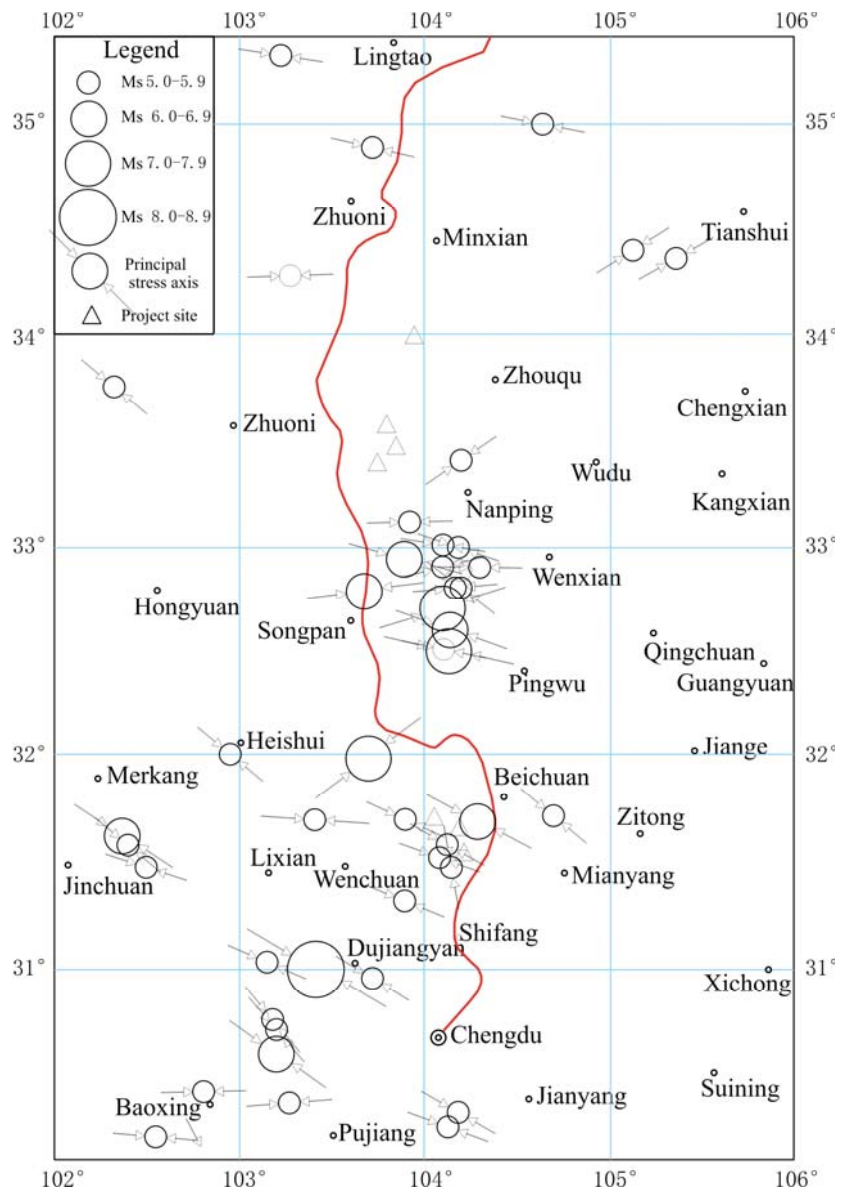 102°
103°
104°
105°
106°
Legend
Ms 5.0-5.9
Ms 6.0-6.9
Ms 7.0-7.9
Ms 8.0-8.9
Principal
stress axis
Project site
Lingtao
35°
35°
Zhuoni
Minxian
Tianshui
34°
34°
Zhouqu
Chengxian
Zhuoni
Wudu
Kangxian
Nanping
33°
33°
Wenxian
Hongyuan
Songpan
Qingchuan
Pingwu
Guangyuan
Heishui
32°
32°
Jiange
Merkang
Beichuan
Zitong
Lixian
Wenchuan
Mianyang
Jinchuan
Shifang
Dujiangyan
31°
31°
Xichong
Chengdu
Suining
Jianyang
Baoxing
Pujiang
102°
103°
104°
105°
106°